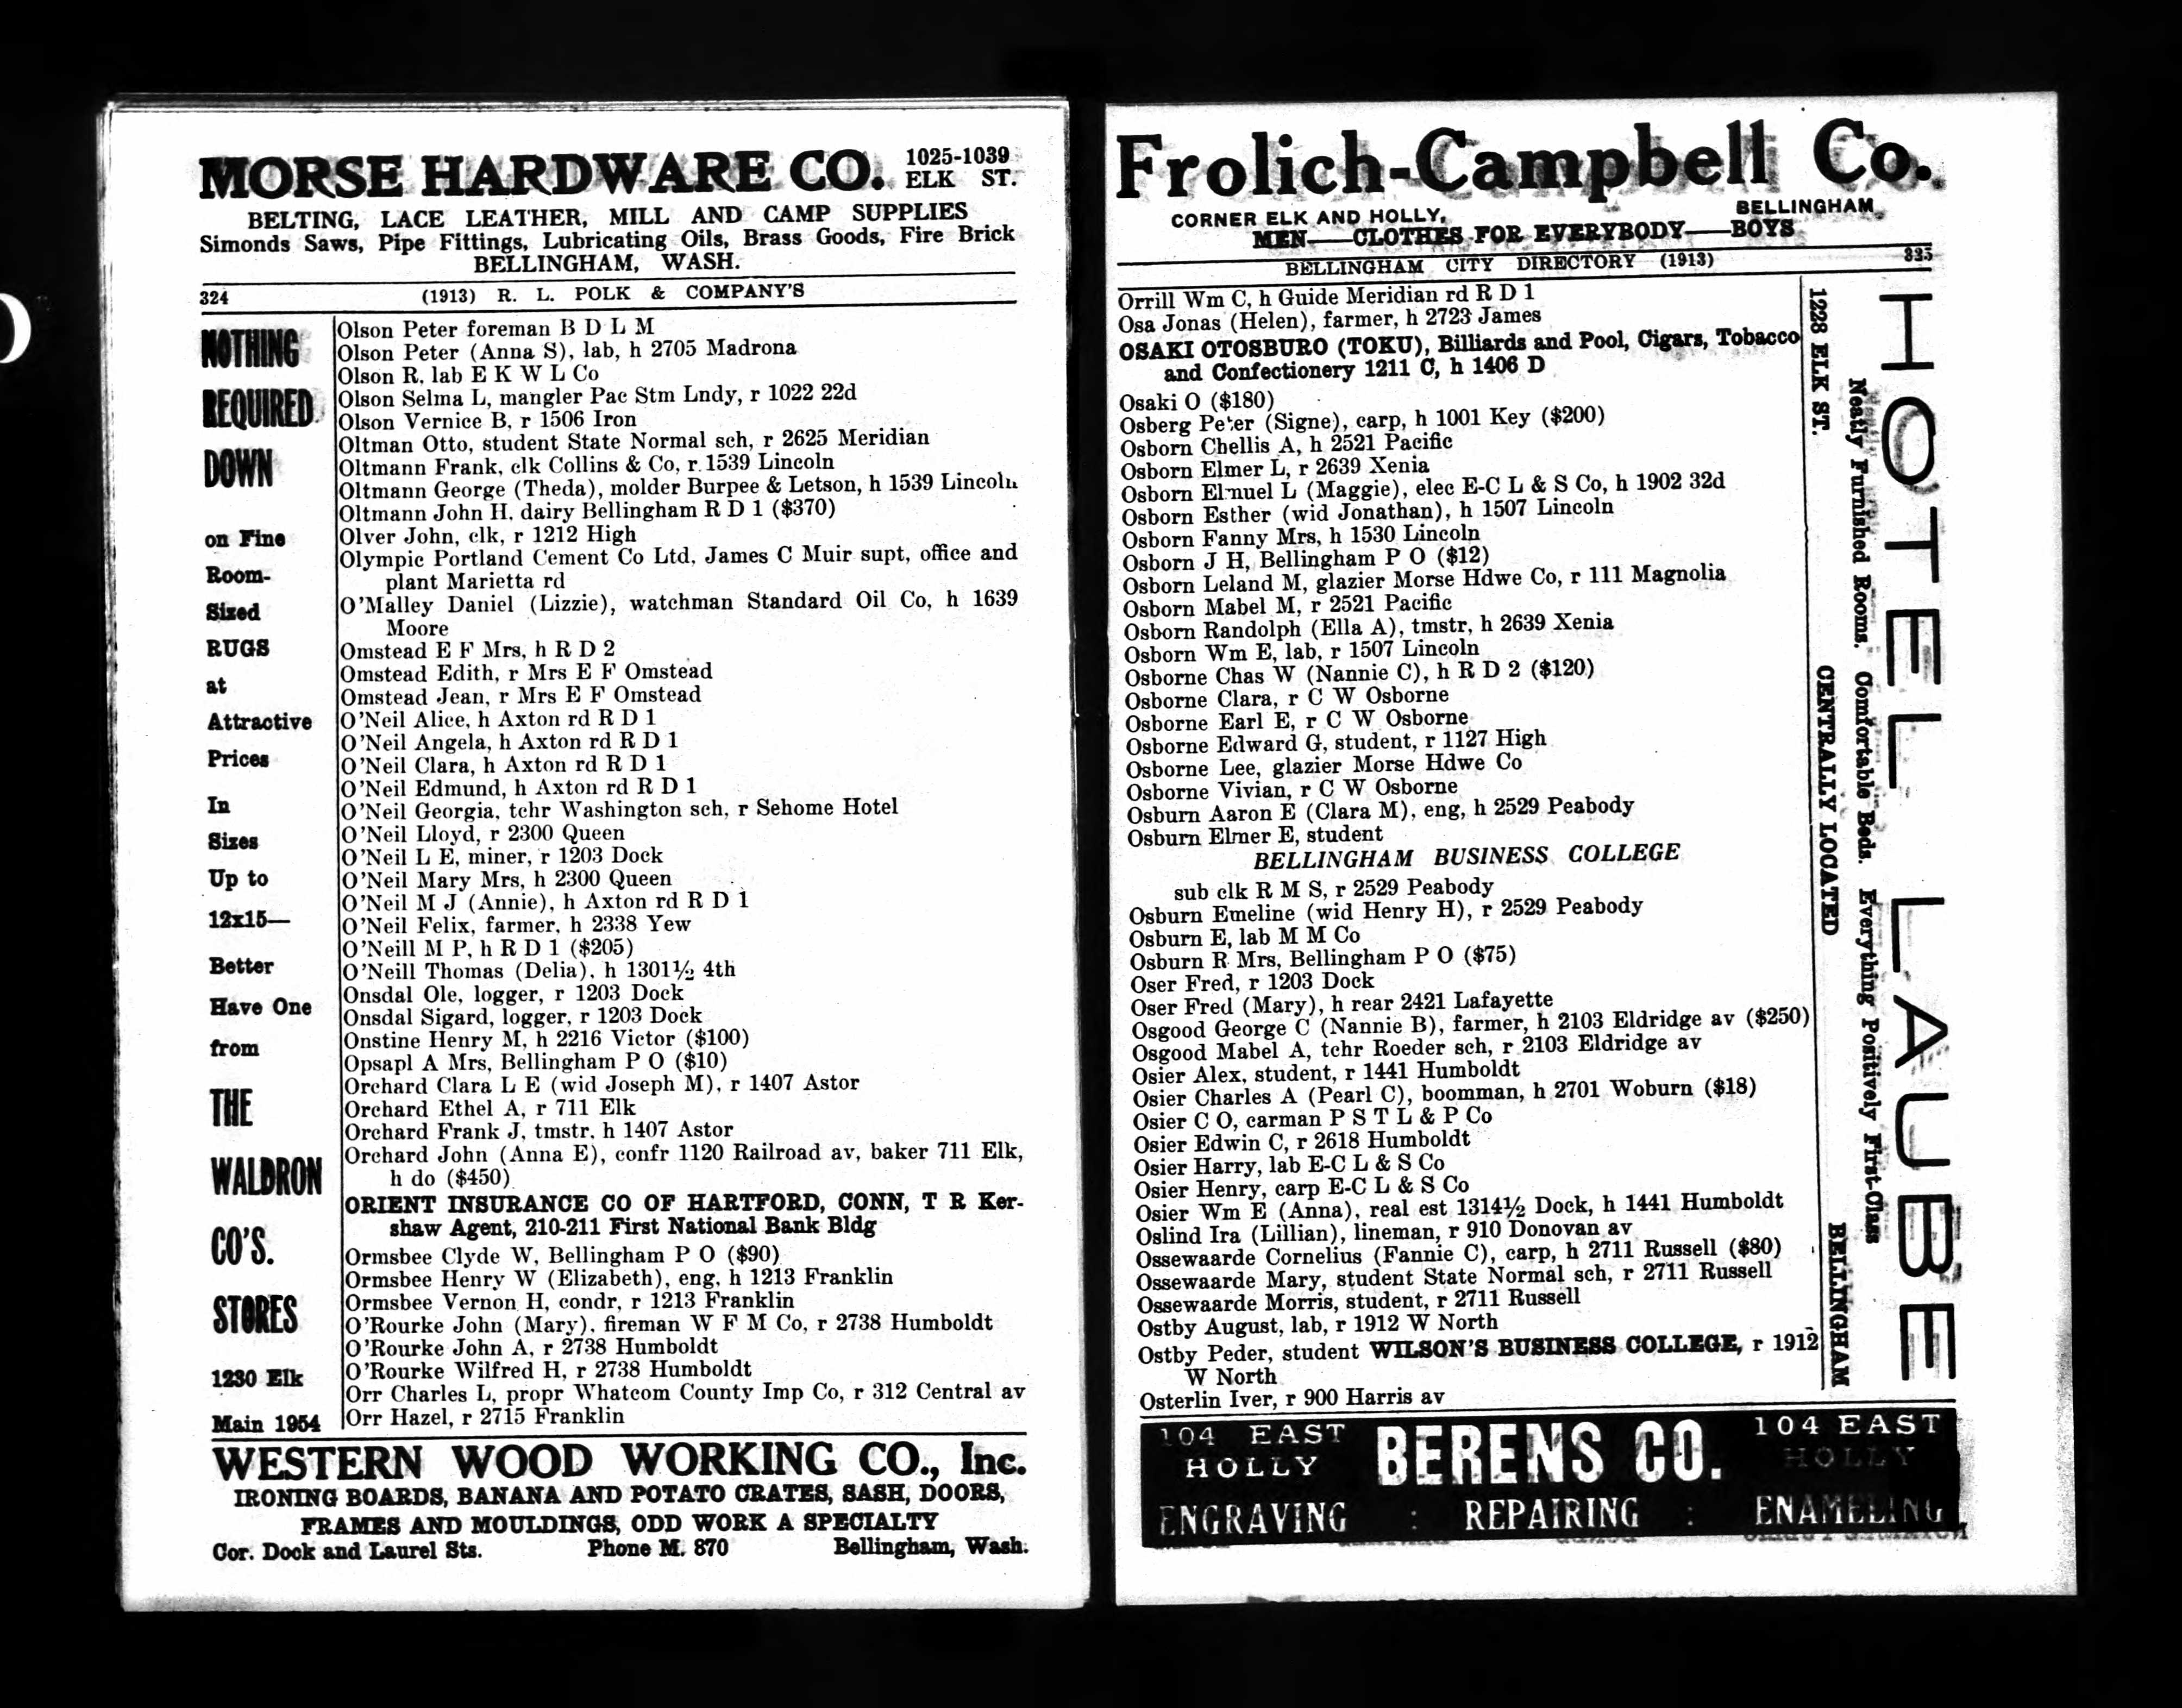 MORSE HARDWARE CO. 1025-1039 ELK ST.
BELTING, LACE LEATHER, MILL AND CAMP SUPPLIES
Simonds Saws, Pipe Fittings, Lubricating Oils, Brass Goods, Fire Brick
BELLINGHAM, WASH.
324 (1913) R. L. POLK & COMPANY'S
NOTHING
REQUIRED
DOWN
on Fine
Room-
Sized
RUGS
at
Attractive
Prices
In
Sizes
Up to
12x15—
Better
Have One
from
THE
WALDRON
CO'S.
STORES
1230 Elk
Main 1954
Olson Peter foreman B D L M
Olson Peter (Anna S), lab, h 2705 Madrona
Olson R, lab E K W L Co
Olson Selma L, mangler Pac Stm Lndy, r 1022 22d
Olson Vernice B, r 1506 Iron
Oltman Otto, student State Normal sch, r 2625 Meridian
Oltmann Frank, clk Collins & Co, r 1539 Lincoln
Oltmann George (Theda), molder Burpee & Letson, h 1539 Lincoln
Oltmann John H, dairy Bellingham R D 1 ($370)
Olver John, clk, r 1212 High
Olympic Portland Cement Co Ltd, James C Muir supt, office and
plant Marietta rd
O'Malley Daniel (Lizzie), watchman Standard Oil Co, h 1639
Moore
Omstead E F Mrs, h R D 2
Omstead Edith, r Mrs E F Omstead
Omstead Jean, r Mrs E F Omstead
O'Neil Alice, h Axton rd R D 1
O'Neil Angela, h Axton rd R D 1
O'Neil Clara, h Axton rd R D 1
O'Neil Edmund, h Axton rd R D 1
O'Neil Georgia, tchr Washington sch, r Sehome Hotel
O'Neil Lloyd, r 2300 Queen
O'Neil L E, miner, r 1203 Dock
O'Neil Mary Mrs, h 2300 Queen
O'Neil M J (Annie), h Axton rd R D 1
O'Neil Felix, farmer, h 2338 Yew
O'Neill M P, h R D 1 ($205)
O'Neill Thomas (Delia), h 1301½ 4th
Onsdal Ole, logger, r 1203 Dock
Onsdal Sigard, logger, r 1203 Dock
Onstine Henry M, h 2216 Victor ($100)
Opsapl A Mrs, Bellingham P O ($10)
Orchard Clara L E (wid Joseph M), r 1407 Astor
Orchard Ethel A, r 711 Elk
Orchard Frank J, tmstr, h 1407 Astor
Orchard John (Anna E), confr 1120 Railroad av, baker 711 Elk,
h do ($450)
ORIENT INSURANCE CO OF HARTFORD, CONN, T R Ker-
shaw Agent, 210-211 First National Bank Bldg
Ormsbee Clyde W, Bellingham P O ($90)
Ormsbee Henry W (Elizabeth), eng, h 1213 Franklin
Ormsbee Vernon H, condr, r 1213 Franklin
O'Rourke John (Mary), fireman W F M Co, r 2738 Humboldt
O'Rourke John A, r 2738 Humboldt
O'Rourke Wilfred H, r 2738 Humboldt
Orr Charles L, propr Whatcom County Imp Co, r 312 Central av
Orr Hazel, r 2715 Franklin
WESTERN WOOD WORKING CO., Inc.
IRONING BOARDS, BANANA AND POTATO CRATES, SASH, DOORS,
FRAMES AND MOULDINGS, ODD WORK A SPECIALTY
Cor. Dock and Laurel Sts. Phone M. 870 Bellingham, Wash.
Frolich-Campbell Co.
CORNER ELK AND HOLLY, BELLINGHAM
MEN——CLOTHES FOR EVERYBODY——BOYS
BELLINGHAM CITY DIRECTORY (1913) 335
Orrill Wm C, h Guide Meridian rd R D 1
Osa Jonas (Helen), farmer, h 2723 James
OSAKI OTOSBURO (TOKU), Billiards and Pool, Cigars, Tobacco
and Confectionery 1211 C, h 1406 D
Osaki O ($180)
Osberg Peter (Signe), carp, h 1001 Key ($200)
Osborn Chellis A, h 2521 Pacific
Osborn Elmer L, r 2639 Xenia
Osborn Elmuel L (Maggie), elec E-C L & S Co, h 1902 32d
Osborn Esther (wid Jonathan), h 1507 Lincoln
Osborn Fanny Mrs, h 1530 Lincoln
Osborn J H, Bellingham P O ($12)
Osborn Leland M, glazier Morse Hdwe Co, r 111 Magnolia
Osborn Mabel M, r 2521 Pacific
Osborn Randolph (Ella A), tmstr, h 2639 Xenia
Osborn Wm E, lab, r 1507 Lincoln
Osborne Chas W (Nannie C), h R D 2 ($120)
Osborne Clara, r C W Osborne
Osborne Earl E, r C W Osborne
Osborne Edward G, student, r 1127 High
Osborne Lee, glazier Morse Hdwe Co
Osborne Vivian, r C W Osborne
Osburn Aaron E (Clara M), eng, h 2529 Peabody
Osburn Elmer E, student
BELLINGHAM BUSINESS COLLEGE
sub clk R M S, r 2529 Peabody
Osburn Emeline (wid Henry H), r 2529 Peabody
Osburn E, lab M M Co
Osburn R Mrs, Bellingham P O ($75)
Oser Fred, r 1203 Dock
Oser Fred (Mary), h rear 2421 Lafayette
Osgood George C (Nannie B), farmer, h 2103 Eldridge av ($250)
Osgood Mabel A, tchr Roeder sch, r 2103 Eldridge av
Osier Alex, student, r 1441 Humboldt
Osier Charles A (Pearl C), boomman, h 2701 Woburn ($18)
Osier C O, carman P S T L & P Co
Osier Edwin C, r 2618 Humboldt
Osier Harry, lab E-C L & S Co
Osier Henry, carp E-C L & S Co
Osier Wm E (Anna), real est 1314½ Dock, h 1441 Humboldt
Oslind Ira (Lillian), lineman, r 910 Donovan av
Ossewaarde Cornelius (Fannie C), carp, h 2711 Russell ($80)
Ossewaarde Mary, student State Normal sch, r 2711 Russell
Ossewaarde Morris, student, r 2711 Russell
Ostby August, lab, r 1912 W North
Ostby Peder, student WILSON'S BUSINESS COLLEGE, r 1912
W North
Osterlin Iver, r 900 Harris av
HOTEL LAUBE
Neatly Furnished Rooms. Comfortable Beds. Everything Positively First-Class
1228 ELK ST. CENTRALLY LOCATED BELLINGHAM
104 EAST HOLLY BERENS CO. 104 EAST HOLLY
ENGRAVING : REPAIRING : ENAMELING